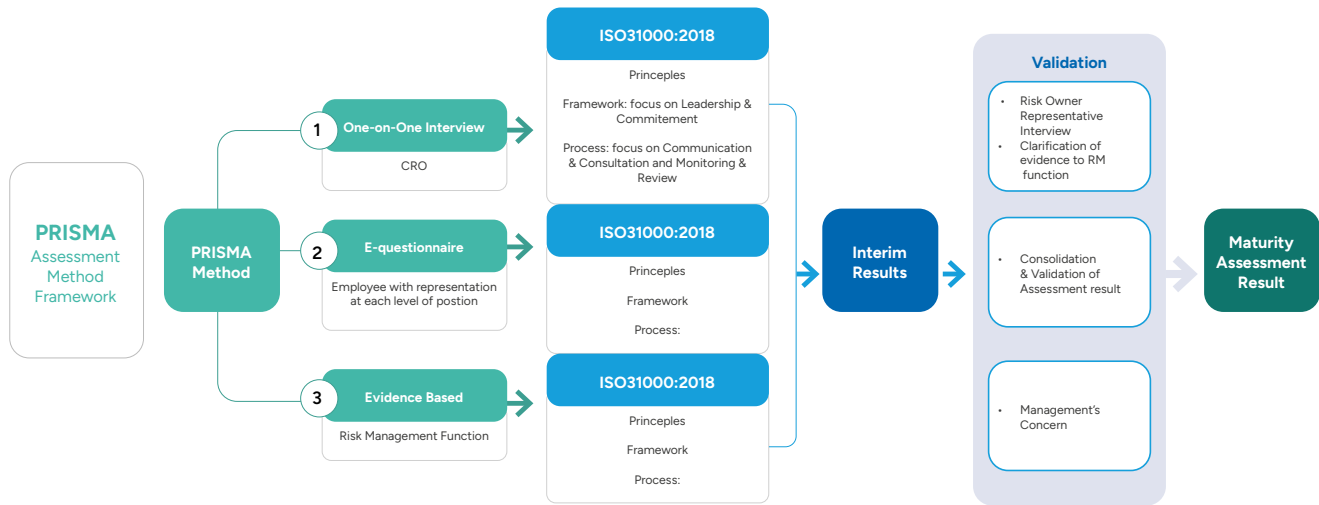 PRISMA
Assessment
Method
Framework
PRISMA
Method
1
One-on-One Interview
CRO
2
E-questionnaire
Employee with representation
at each level of postion
3
Evidence Based
Risk Management Function
ISO31000:2018
Princeples
Framework: focus on Leadership &
Commitement
Process: focus on Communication
& Consultation and Monitoring &
Review
ISO31000:2018
Princeples
Framework
Process:
ISO31000:2018
Princeples
Framework
Process:
Interim
Results
Validation
• Risk Owner
Representative
Interview
• Clarification of
evidence to RM
function
• Consolidation
& Validation of
Assessment result
• Management's
Concern
Maturity
Assessment
Result